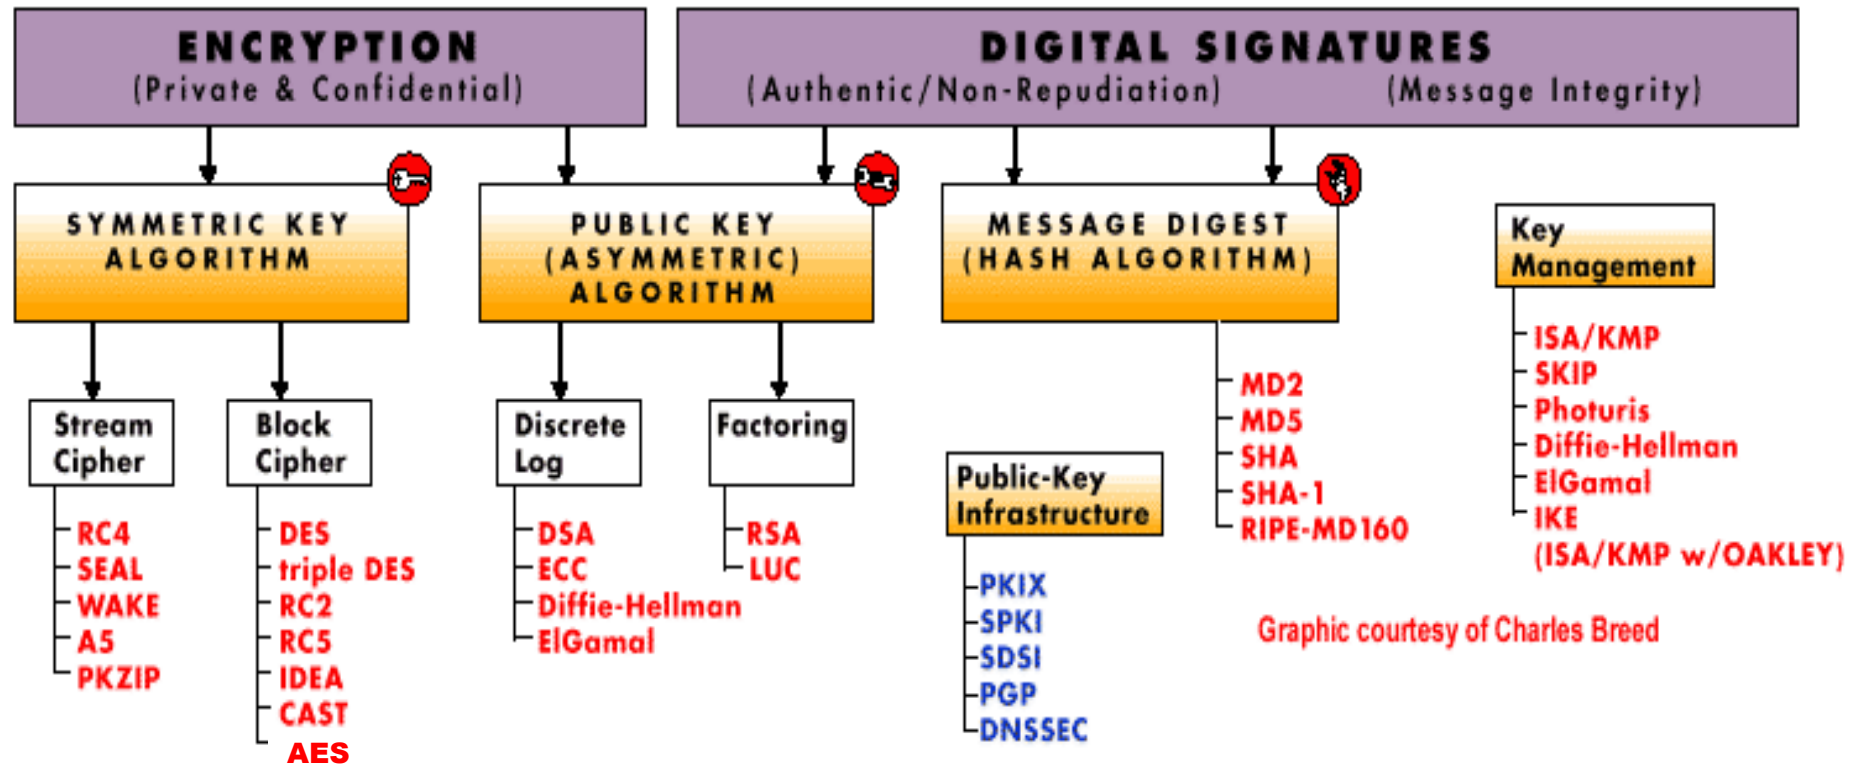 ENCRYPTION
(Private & Confidential)
DIGITAL SIGNATURES
(Authentic/Non-Repudiation) (Message Integrity)
SYMMETRIC KEY
ALGORITHM
PUBLIC KEY
(ASYMMETRIC)
ALGORITHM
MESSAGE DIGEST
(HASH ALGORITHM)
Key
Management
Stream
Cipher
RC4
SEAL
WAKE
A5
PKZIP
Block
Cipher
DES
triple DES
RC2
RC5
IDEA
CAST
AES
Discrete
Log
DSA
ECC
Diffie-Hellman
ElGamal
Factoring
RSA
LUC
MD2
MD5
SHA
SHA-1
RIPE-MD160
Public-Key
Infrastructure
PKIX
SPKI
SDSI
PGP
DNSSEC
ISA/KMP
SKIP
Photuris
Diffie-Hellman
ElGamal
IKE
(ISA/KMP w/OAKLEY)
Graphic courtesy of Charles Breed